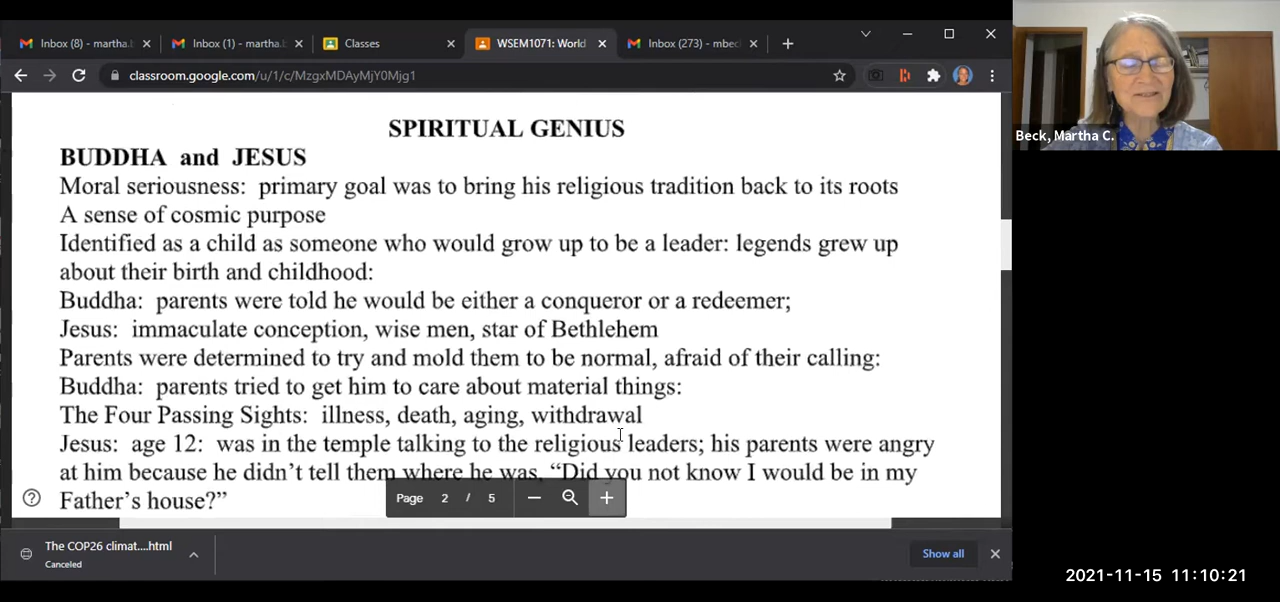 Inbox (8) - martha.
Inbox (1) - martha.
Classes
WSEM1071: World
Inbox (273) - mbec
classroom.google.com/u/1/c/MzgxMDAyMjY0Mjg1
Beck, Martha C.
SPIRITUAL GENIUS
BUDDHA and JESUS
Moral seriousness: primary goal was to bring his religious tradition back to its roots
A sense of cosmic purpose
Identified as a child as someone who would grow up to be a leader: legends grew up
about their birth and childhood:
Buddha: parents were told he would be either a conqueror or a redeemer;
Jesus: immaculate conception, wise men, star of Bethlehem
Parents were determined to try and mold them to be normal, afraid of their calling:
Buddha: parents tried to get him to care about material things:
The Four Passing Sights: illness, death, aging, withdrawal
Jesus: age 12: was in the temple talking to the religious leaders; his parents were angry
at him because he didn't tell them where he was, “Did you not know I would be in my
Father's house?”
Page 2 / 5
The COP26 climat....html
Canceled
Show all
2021-11-15 11:10:21